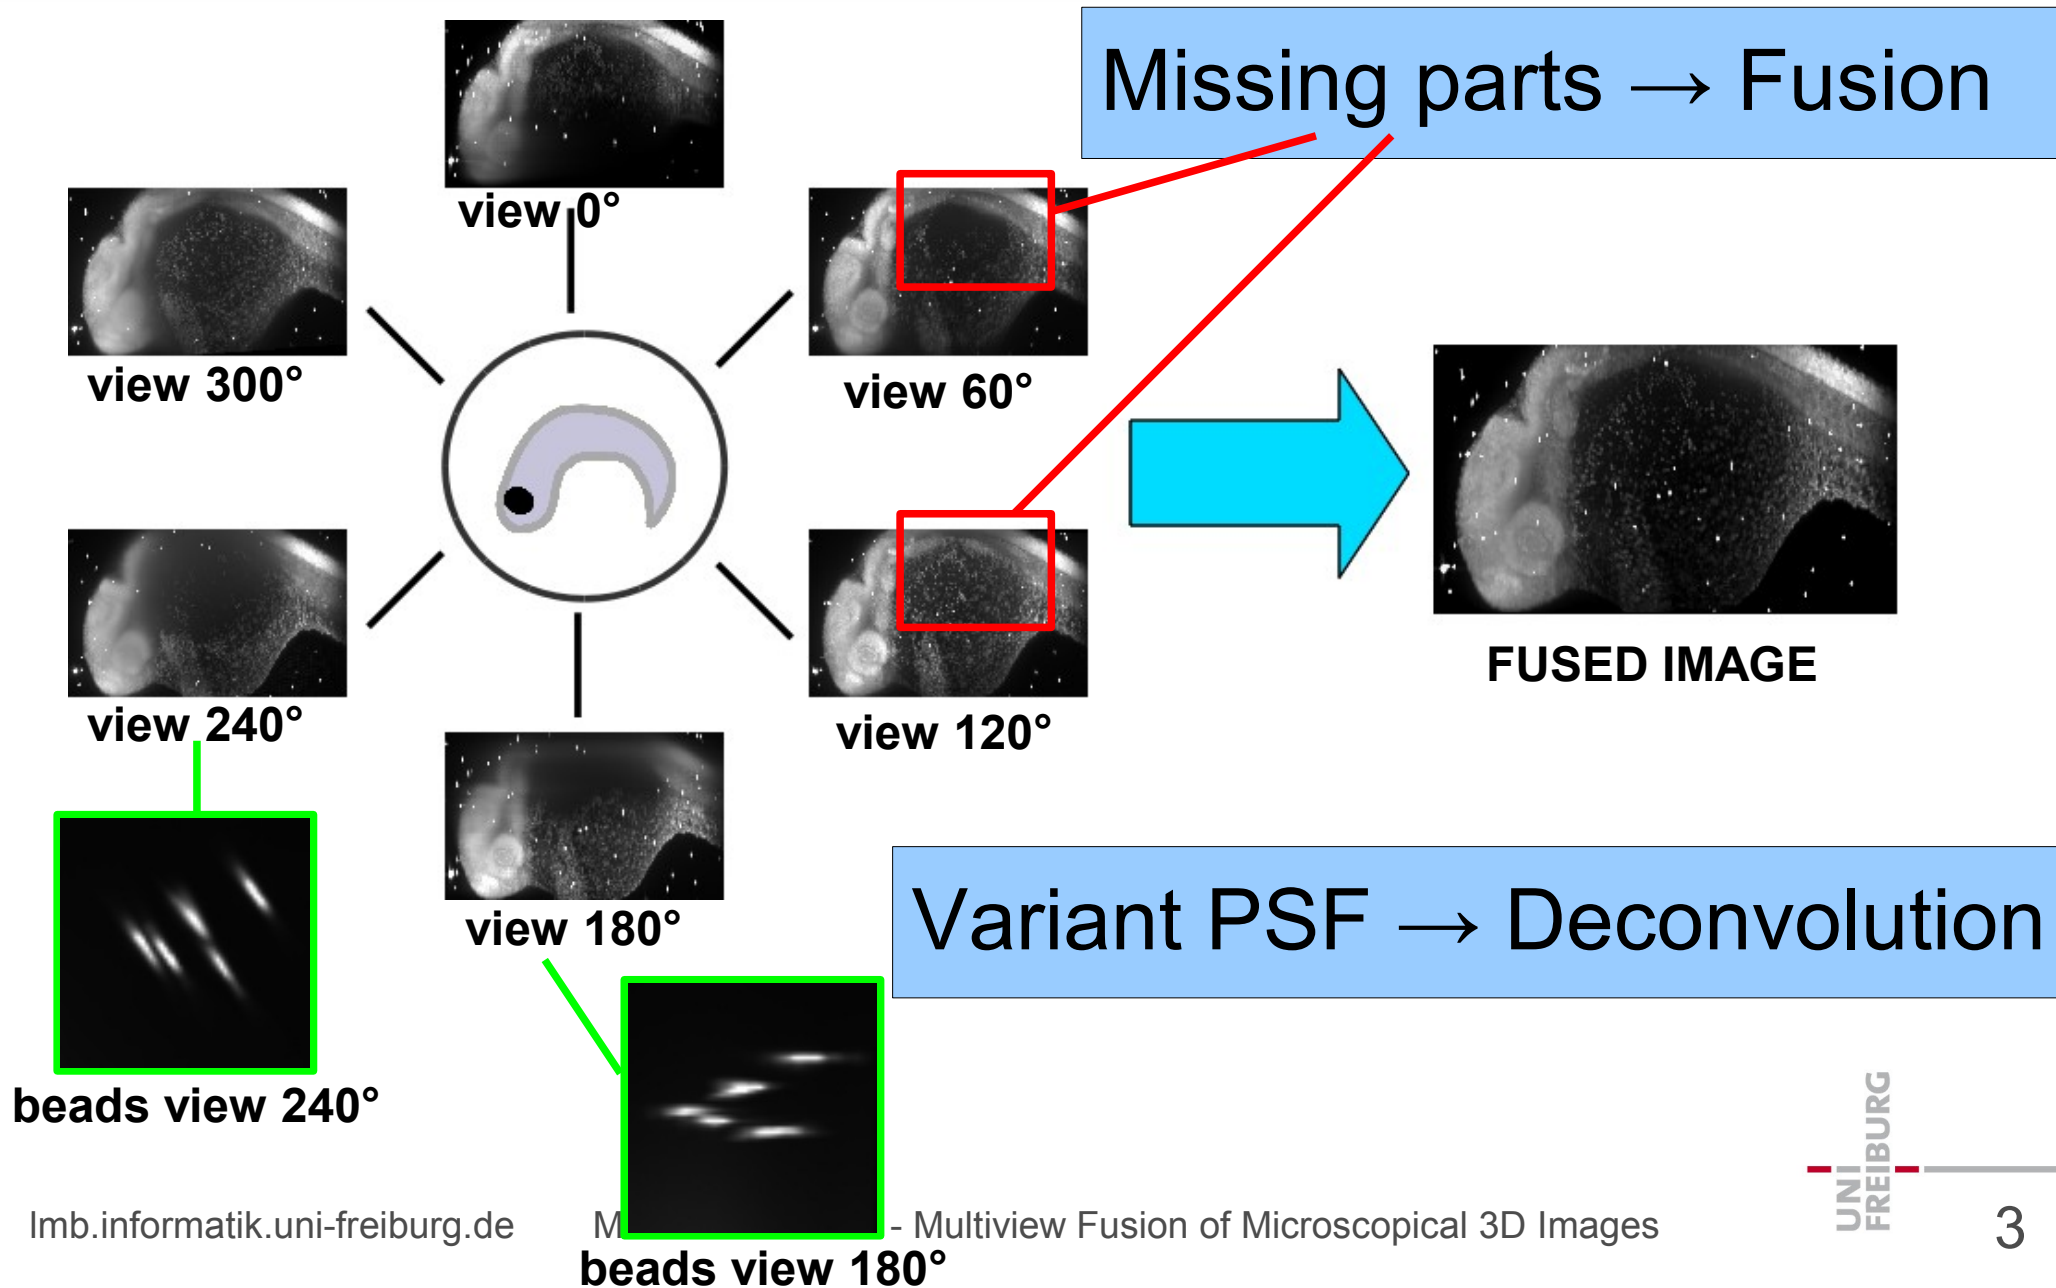 Missing parts → Fusion
view 0°
view 300°
view 60°
FUSED IMAGE
view 240°
view 120°
view 180°
Variant PSF → Deconvolution
beads view 240°
beads view 180°
lmb.informatik.uni-freiburg.de
- Multiview Fusion of Microscopical 3D Images
UNI
FREIBURG
3